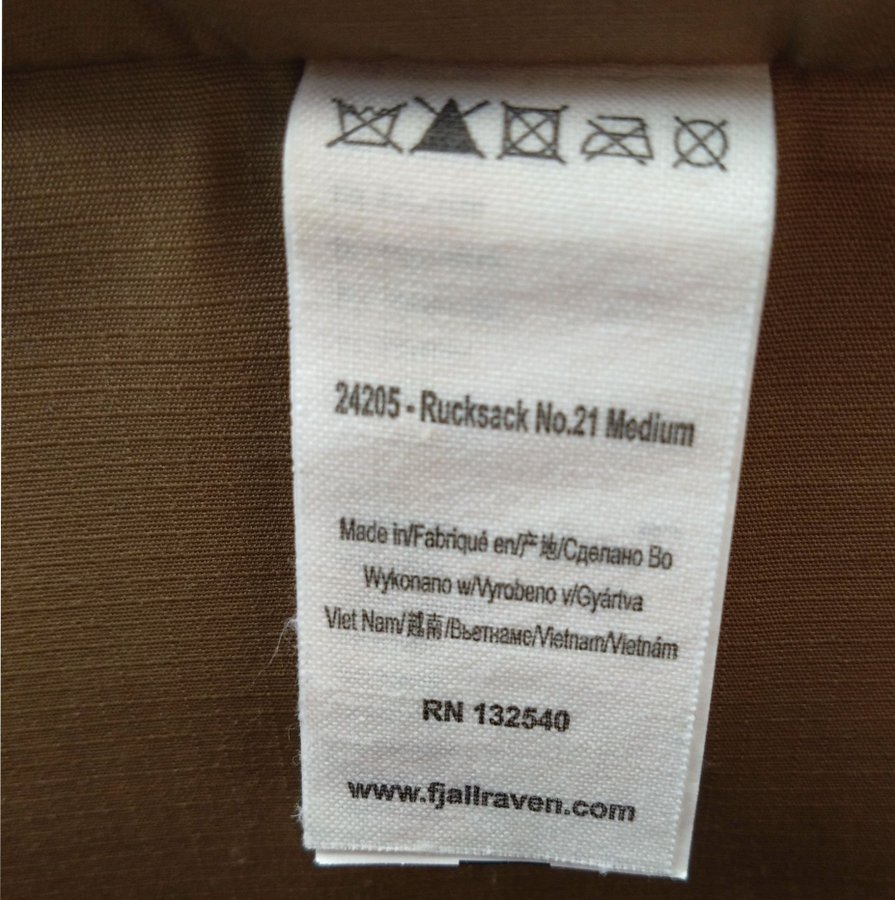 24205 - Rucksack No.21 Medium
Made in/Fabriqué en/产地/Сделано Во
Wykonano w/Vyrobeno v/Gyártva
Viet Nam/越南/Вьетнаме/Vietnam/Vietnám
RN 132540
www.fjallraven.com